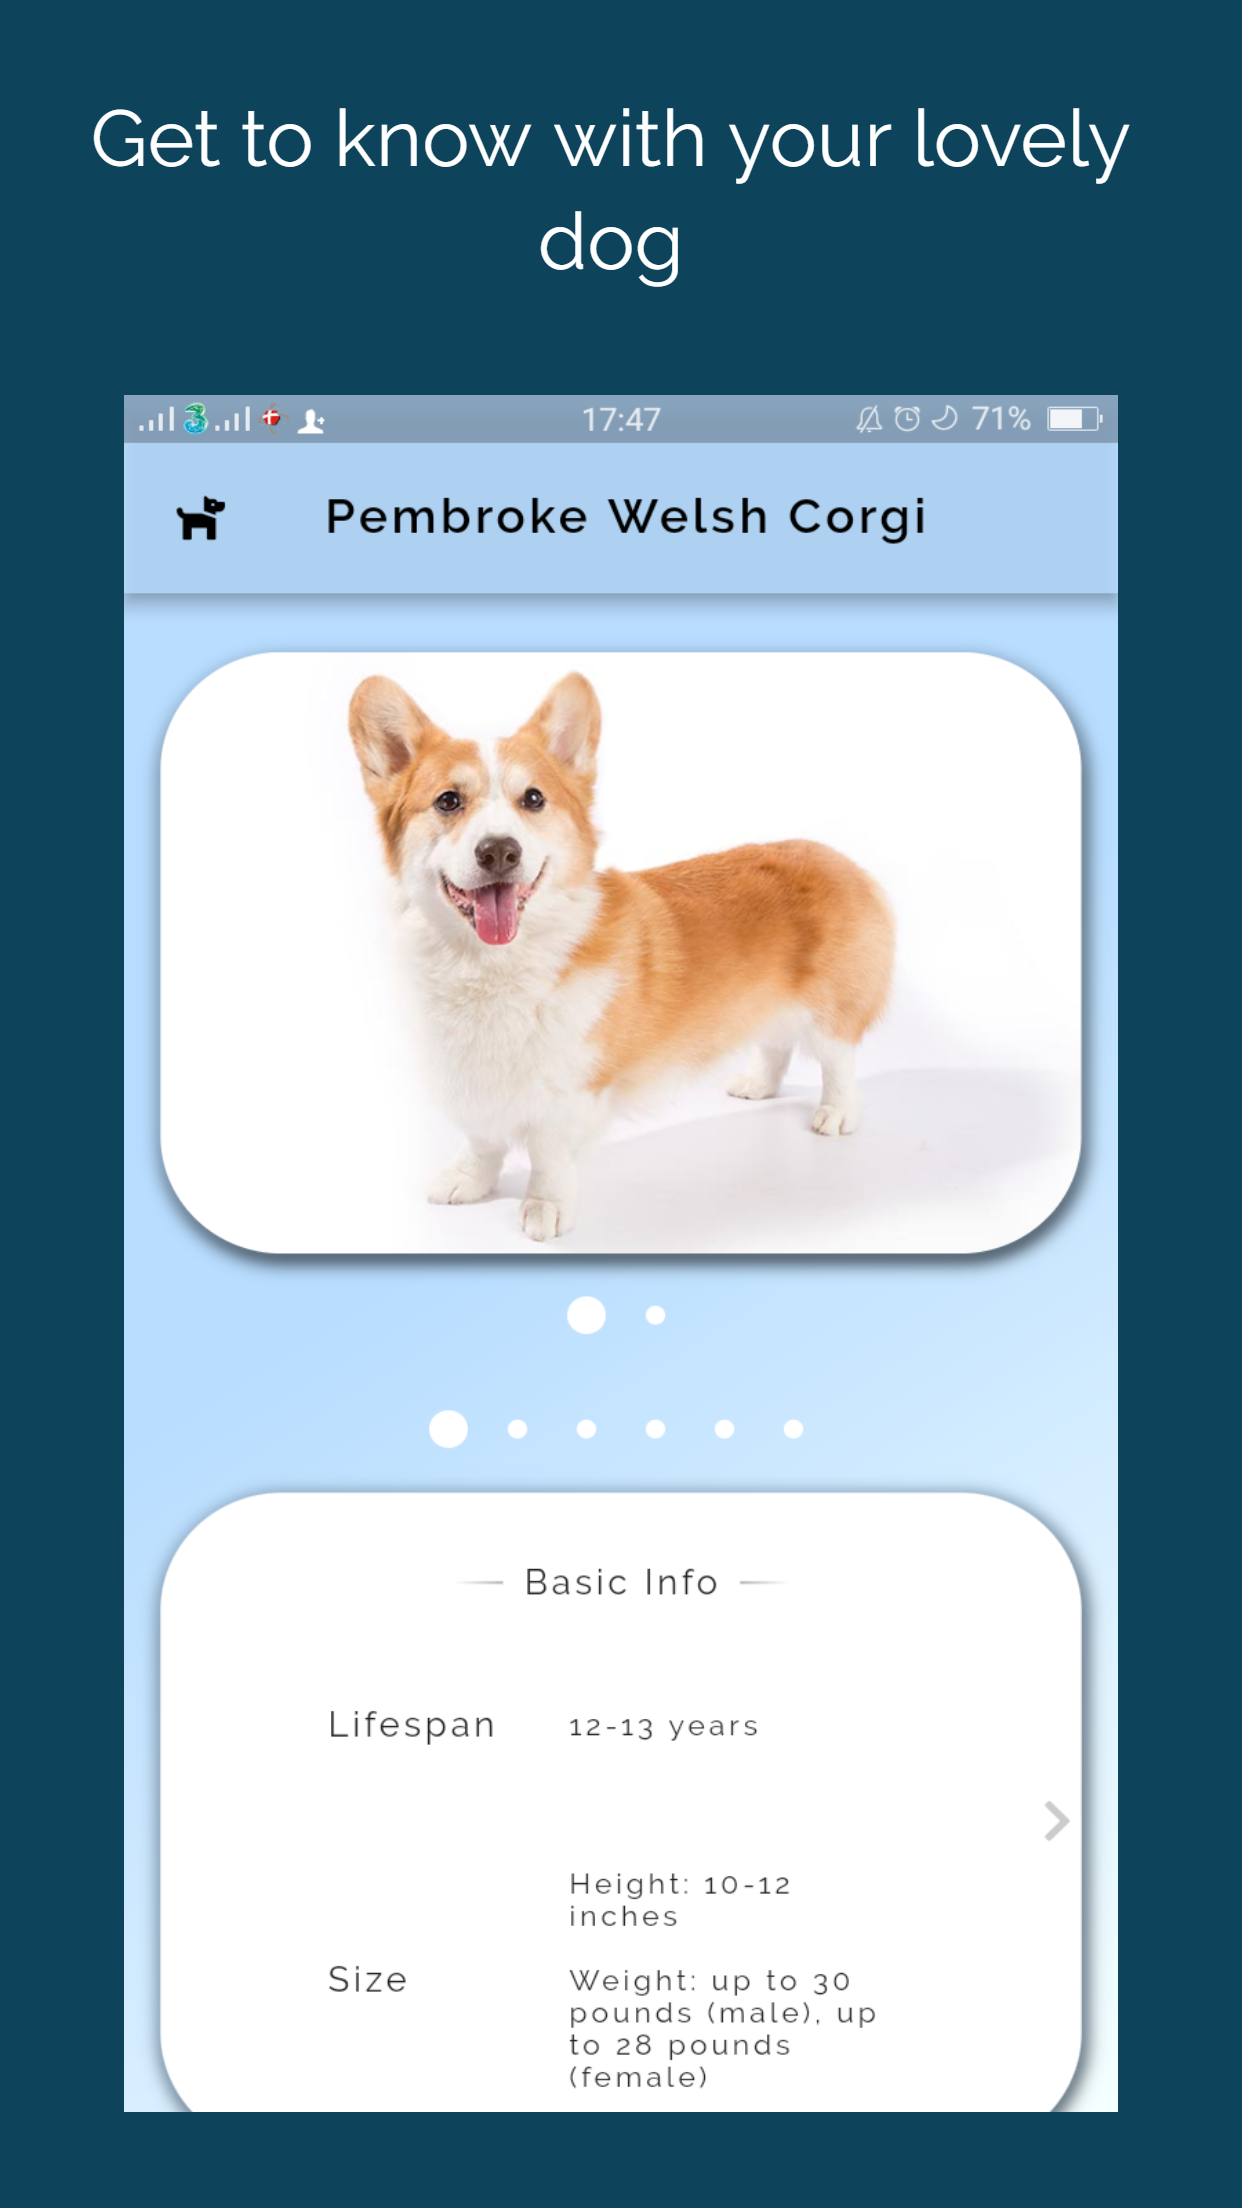 Get to know with your lovely
dog
3 17:47 71%
Pembroke Welsh Corgi
Basic Info
Lifespan 12-13 years
Height: 10-12
inches
Size
Weight: up to 30
pounds (male), up
to 28 pounds
(female)